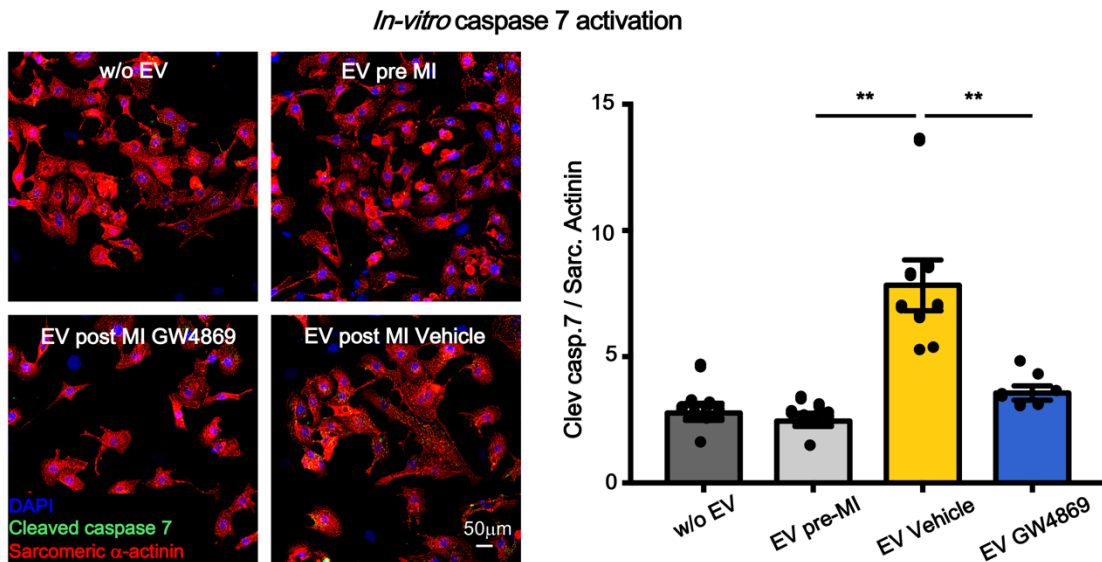 In-vitro caspase 7 activation
w/o EV
EV pre MI
EV post MI GW4869
EV post MI Vehicle
DAPI
Cleaved caspase 7
Sarcomeric α-actinin
50μm
Clev casp.7 / Sarc. Actinin
15
10
5
0
**
**
w/o EV
EV pre-MI
EV Vehicle
EV GW4869